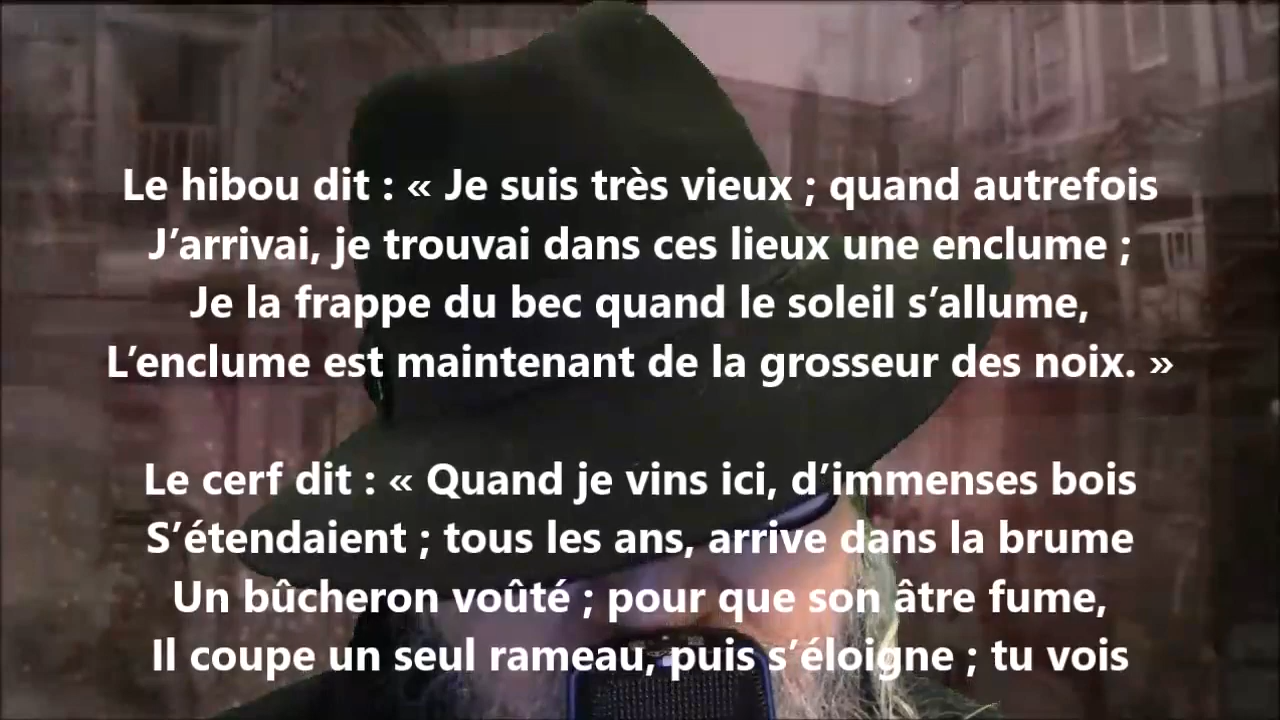 Le hibou dit : « Je suis très vieux ; quand autrefois
J’arrivai, je trouvai dans ces lieux une enclume ;
Je la frappe du bec quand le soleil s’allume,
L’enclume est maintenant de la grosseur des noix. »
Le cerf dit : « Quand je vins ici, d’immenses bois
S’étendaient ; tous les ans, arrive dans la brume
Un bûcheron voûté ; pour que son âtre fume,
Il coupe un seul rameau, puis s’éloigne ; tu vois